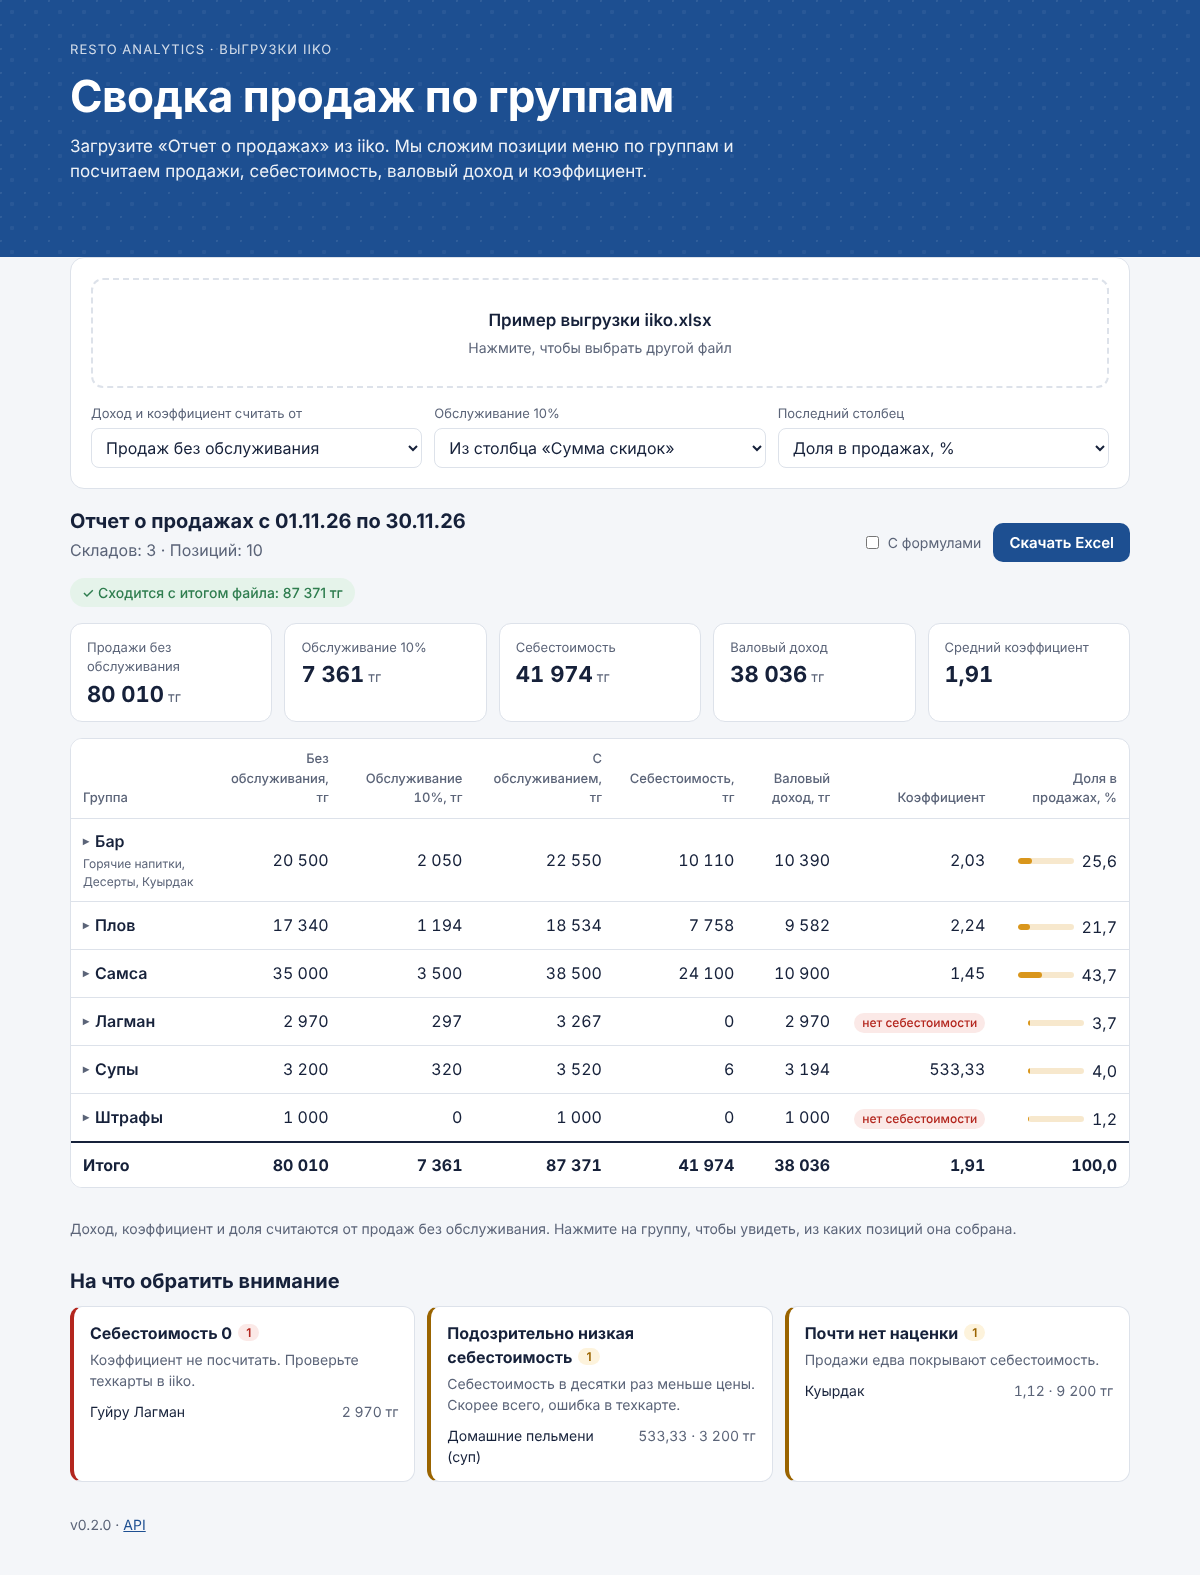 RESTO ANALYTICS · ВЫГРУЗКИ IIKO
Сводка продаж по группам
Загрузите «Отчет о продажах» из iiko. Мы сложим позиции меню по группам и
посчитаем продажи, себестоимость, валовый доход и коэффициент.
Пример выгрузки iiko.xlsx
Нажмите, чтобы выбрать другой файл
Доход и коэффициент считать от
Продаж без обслуживания
Обслуживание 10%
Из столбца «Сумма скидок»
Последний столбец
Доля в продажах, %
Отчет о продажах с 01.11.26 по 30.11.26
Складов: 3 · Позиций: 10
С формулами
Скачать Excel
✓ Сходится с итогом файла: 87 371 тг
Продажи без
обслуживания
80 010 тг
Обслуживание 10%
7 361 тг
Себестоимость
41 974 тг
Валовый доход
38 036 тг
Средний коэффициент
1,91
Группа
Без
обслуживания,
тг
Обслуживание
10%, тг
С
обслуживанием,
тг
Себестоимость,
тг
Валовый
доход, тг
Коэффициент
Доля в
продажах, %
▸ Бар
Горячие напитки,
Десерты, Куырдак
20 500 2 050 22 550 10 110 10 390 2,03 25,6
▸ Плов 17 340 1 194 18 534 7 758 9 582 2,24 21,7
▸ Самса 35 000 3 500 38 500 24 100 10 900 1,45 43,7
▸ Лагман 2 970 297 3 267 0 2 970 нет себестоимости 3,7
▸ Супы 3 200 320 3 520 6 3 194 533,33 4,0
▸ Штрафы 1 000 0 1 000 0 1 000 нет себестоимости 1,2
Итого 80 010 7 361 87 371 41 974 38 036 1,91 100,0
Доход, коэффициент и доля считаются от продаж без обслуживания. Нажмите на группу, чтобы увидеть, из каких позиций она собрана.
На что обратить внимание
Себестоимость 0 1
Коэффициент не посчитать. Проверьте
техкарты в iiko.
Гуйру Лагман 2 970 тг
Подозрительно низкая
себестоимость 1
Себестоимость в десятки раз меньше цены.
Скорее всего, ошибка в техкарте.
Домашние пельмени
(суп)
533,33 · 3 200 тг
Почти нет наценки 1
Продажи едва покрывают себестоимость.
Куырдак 1,12 · 9 200 тг
v0.2.0 · API